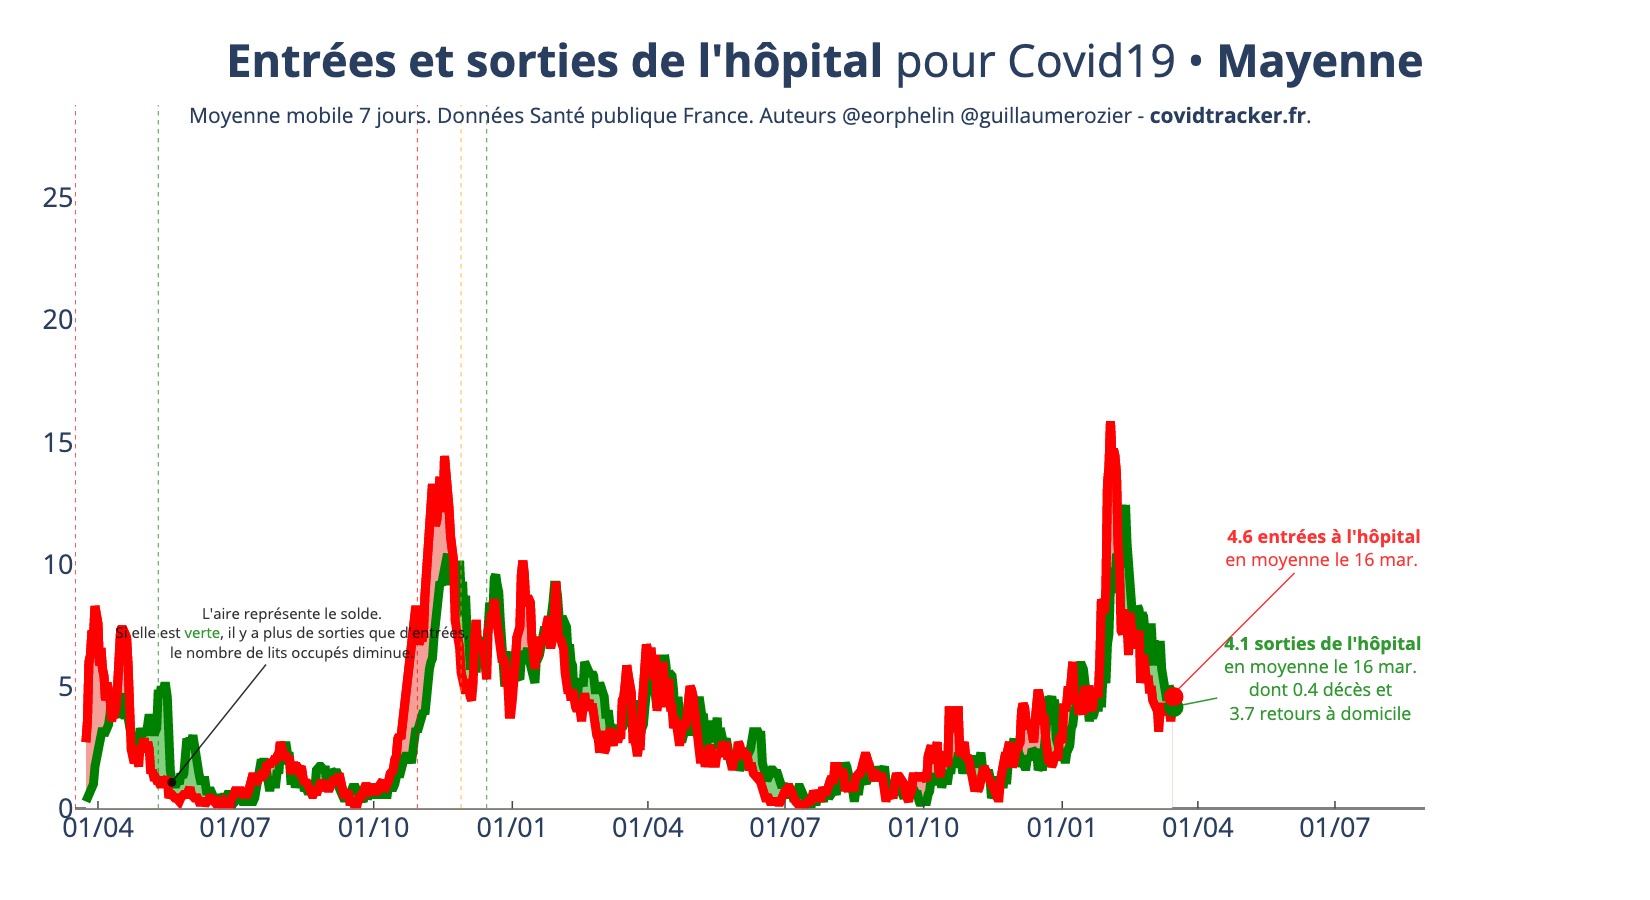 Entrées et sorties de l'hôpital pour Covid19 • Mayenne
Moyenne mobile 7 jours. Données Santé publique France. Auteurs @eorphelin @guillaumerozier - covidtracker.fr.
25
20
15
10
5
0
L'aire représente le solde.
Si elle est verte, il y a plus de sorties que d'entrées,
le nombre de lits occupés diminue.
4.6 entrées à l'hôpital
en moyenne le 16 mar.
4.1 sorties de l'hôpital
en moyenne le 16 mar.
dont 0.4 décès et
3.7 retours à domicile
01/04 01/07 01/10 01/01 01/04 01/07 01/10 01/01 01/04 01/07